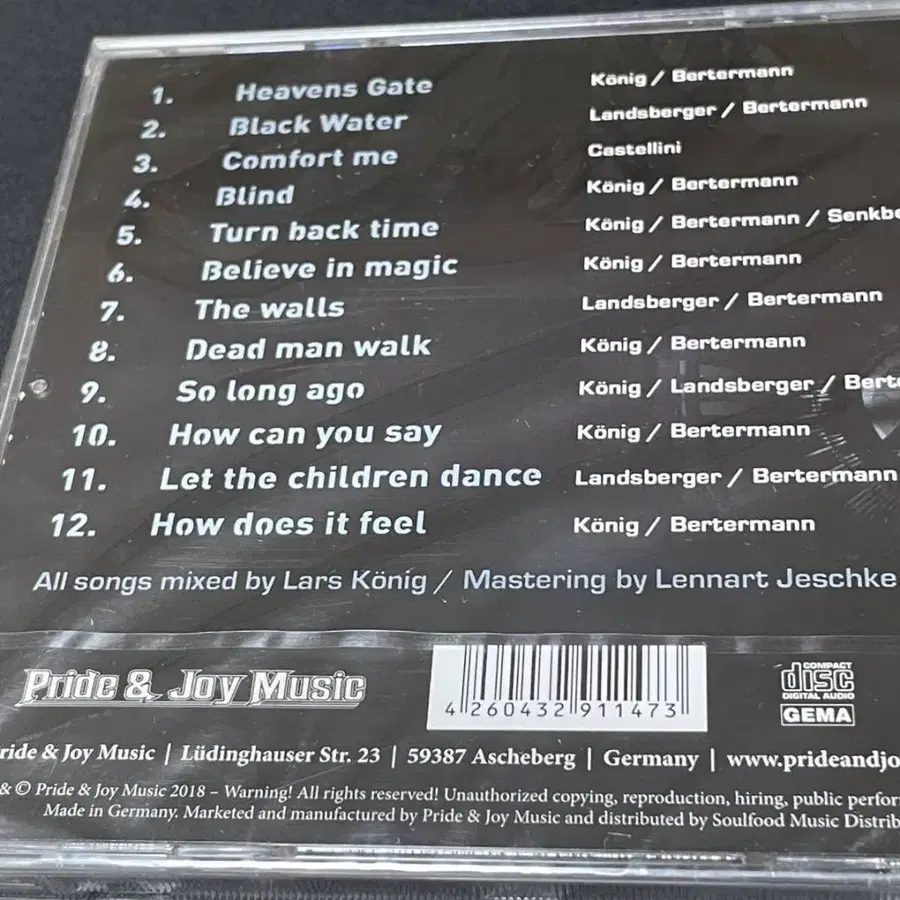 1. Heavens Gate König / Bertermann
2. Black Water Landsberger / Bertermann
3. Comfort me Castellini
4. Blind König / Bertermann
5. Turn back time König / Bertermann / Senkbe
6. Believe in magic König / Bertermann
7. The walls Landsberger / Bertermann
8. Dead man walk König / Bertermann
9. So long ago König / Landsberger / Berte
10. How can you say König / Bertermann
11. Let the children dance Landsberger / Bertermann
12. How does it feel König / Bertermann
All songs mixed by Lars König / Mastering by Lennart Jeschke
Pride & Joy Music
4 260432 911473
COMPACT
disc
DIGITAL AUDIO
GEMA
ride & Joy Music | Lüdinghauser Str. 23 | 59387 Ascheberg | Germany | www.prideandjo
& © Pride & Joy Music 2018 – Warning! All rights reserved! Unauthorized copying, reproduction, hiring, public perfor
Made in Germany. Marketed and manufactured by Pride & Joy Music and distributed by Soulfood Music Distrib